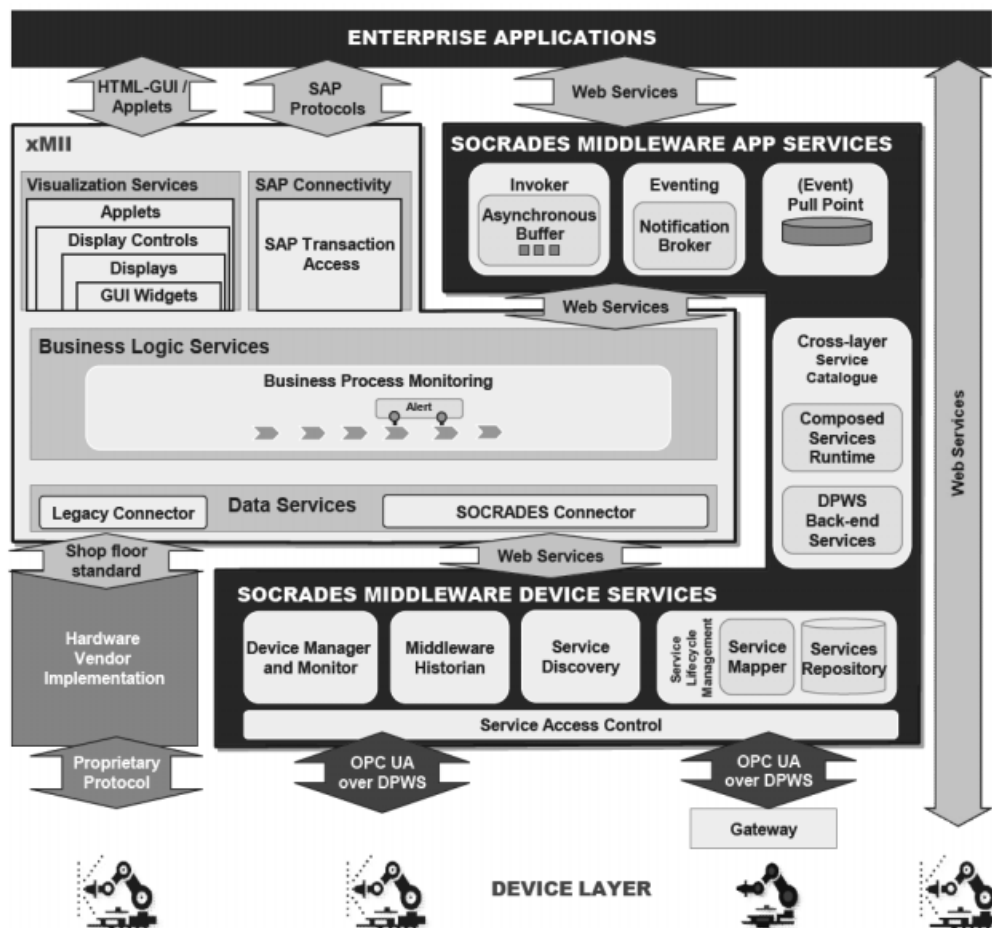 ENTERPRISE APPLICATIONS
HTML-GUI /
Applets
SAP
Protocols
Web Services
xMII
Visualization Services
Applets
Display Controls
Displays
GUI Widgets
SAP Connectivity
SAP Transaction
Access
SOCRADES MIDDLEWARE APP SERVICES
Invoker
Asynchronous
Buffer
Eventing
Notification
Broker
(Event)
Pull Point
Web Services
Business Logic Services
Business Process Monitoring
Alert
Cross-layer
Service
Catalogue
Composed
Services
Runtime
DPWS
Back-end
Services
Web Services
Legacy Connector
Data Services
SOCRADES Connector
Shop floor
standard
Web Services
Hardware
Vendor
Implementation
SOCRADES MIDDLEWARE DEVICE SERVICES
Device Manager
and Monitor
Middleware
Historian
Service
Discovery
Service
Lifecycle
Management
Service
Mapper
Services
Repository
Service Access Control
Proprietary
Protocol
OPC UA
over DPWS
OPC UA
over DPWS
Gateway
DEVICE LAYER